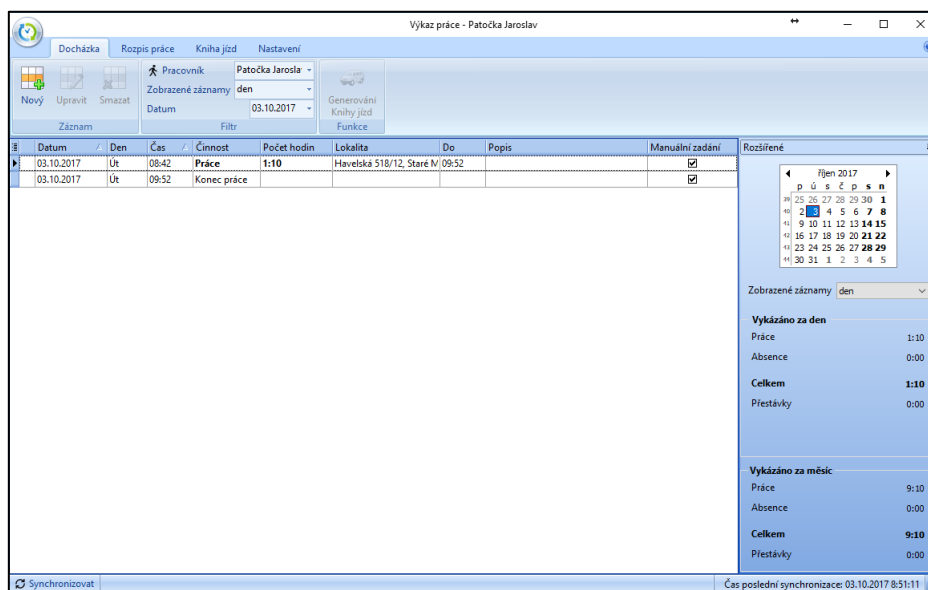 Výkaz práce - Patočka Jaroslav
Docházka Rozpis práce Kniha jízd Nastavení
Nový Upravit Smazat
Záznam
Pracovník Patočka Jarosla
Zobrazené záznamy den
Datum 03.10.2017
Filtr
Generování
Knihy jízd
Funkce
Datum Den Čas Činnost Počet hodin Lokalita Do Popis Manuální zadání
03.10.2017 Út 08:42 Práce 1:10 Havelská 518/12, Staré M 09:52
03.10.2017 Út 09:52 Konec práce
Rozšířené
říjen 2017
p ú s č p s n
39 25 26 27 28 29 30 1
40 2 3 4 5 6 7 8
41 9 10 11 12 13 14 15
42 16 17 18 19 20 21 22
43 23 24 25 26 27 28 29
44 30 31 1 2 3 4 5
Zobrazené záznamy den
Vykázáno za den
Práce 1:10
Absence 0:00
Celkem 1:10
Přestávky 0:00
Vykázáno za měsíc
Práce 9:10
Absence 0:00
Celkem 9:10
Přestávky 0:00
Synchronizovat
Čas poslední synchronizace: 03.10.2017 8:51:11